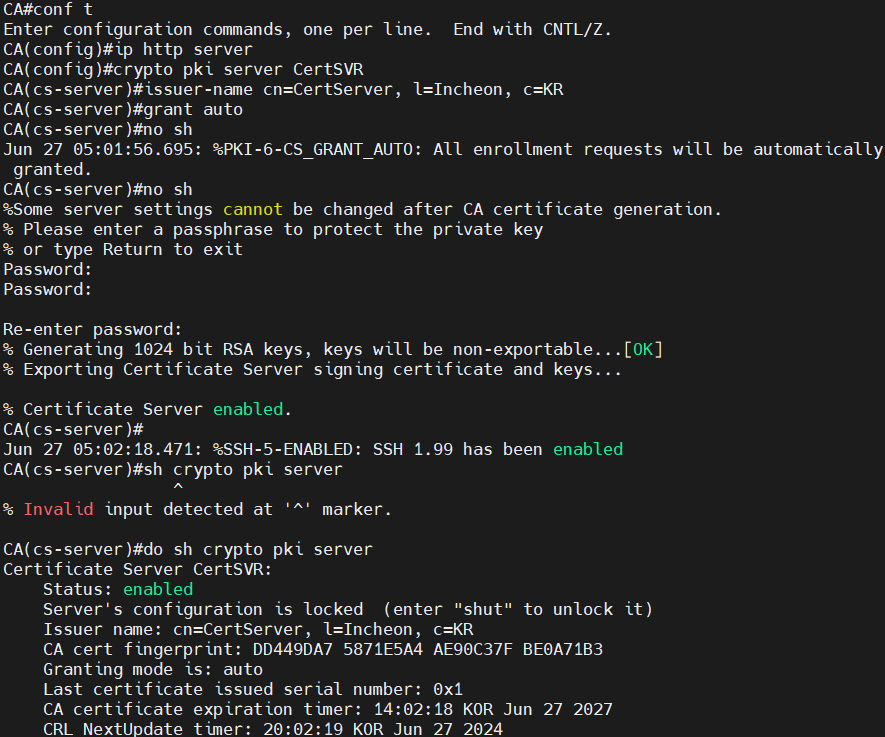 CA#conf t
Enter configuration commands, one per line.  End with CNTL/Z.
CA(config)#ip http server
CA(config)#crypto pki server CertSVR
CA(cs-server)#issuer-name cn=CertServer, l=Incheon, c=KR
CA(cs-server)#grant auto
CA(cs-server)#no sh
Jun 27 05:01:56.695: %PKI-6-CS_GRANT_AUTO: All enrollment requests will be automatically
 granted.
CA(cs-server)#no sh
%Some server settings cannot be changed after CA certificate generation.
% Please enter a passphrase to protect the private key
% or type Return to exit
Password:
Password:

Re-enter password:
% Generating 1024 bit RSA keys, keys will be non-exportable...[OK]
% Exporting Certificate Server signing certificate and keys...

% Certificate Server enabled.
CA(cs-server)#
Jun 27 05:02:18.471: %SSH-5-ENABLED: SSH 1.99 has been enabled
CA(cs-server)#sh crypto pki server
                 ^
% Invalid input detected at '^' marker.

CA(cs-server)#do sh crypto pki server
Certificate Server CertSVR:
    Status: enabled
    Server's configuration is locked  (enter "shut" to unlock it)
    Issuer name: cn=CertServer, l=Incheon, c=KR
    CA cert fingerprint: DD449DA7 5871E5A4 AE90C37F BE0A71B3
    Granting mode is: auto
    Last certificate issued serial number: 0x1
    CA certificate expiration timer: 14:02:18 KOR Jun 27 2027
    CRL NextUpdate timer: 20:02:19 KOR Jun 27 2024